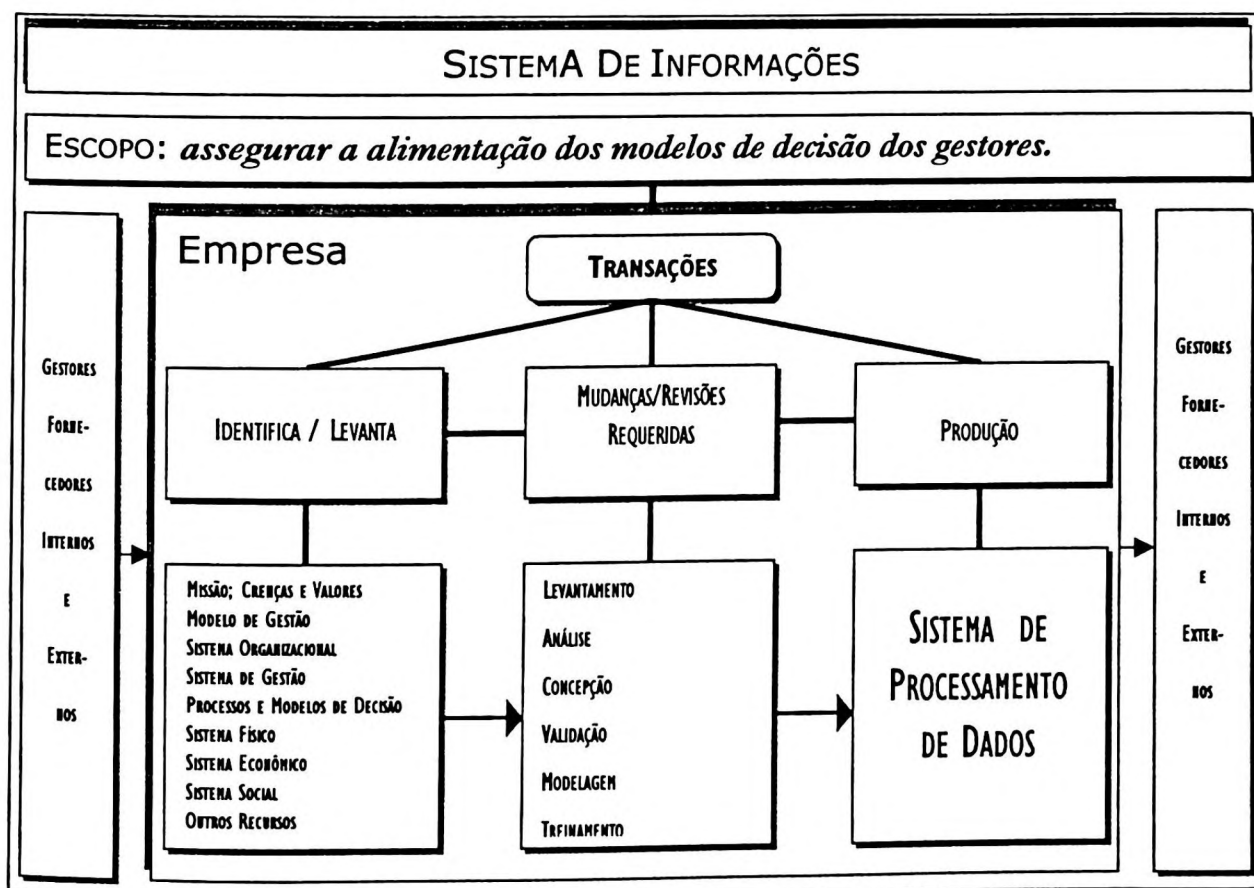 SISTEMA DE INFORMAÇÕES
ESCOPO: assegurar a alimentação dos modelos de decisão dos gestores.
GESTORES
FORNE-
CEDORES
INTERNOS
E
EXTER-
NOS
Empresa
TRANSAÇÕES
IDENTIFICA / LEVANTA
MUDANÇAS/REVISÕES
REQUERIDAS
PRODUÇÃO
MISSÃO; CRENÇAS E VALORES
MODELO DE GESTÃO
SISTEMA ORGANIZACIONAL
SISTEMA DE GESTÃO
PROCESSOS E MODELOS DE DECISÃO
SISTEMA FÍSICO
SISTEMA ECONÔMICO
SISTEMA SOCIAL
OUTROS RECURSOS
LEVANTAMENTO
ANÁLISE
CONCEPÇÃO
VALIDAÇÃO
MODELAGEM
TREINAMENTO
SISTEMA DE
PROCESSAMENTO
DE DADOS
GESTORES
FORNE-
CEDORES
INTERNOS
E
EXTER-
NOS